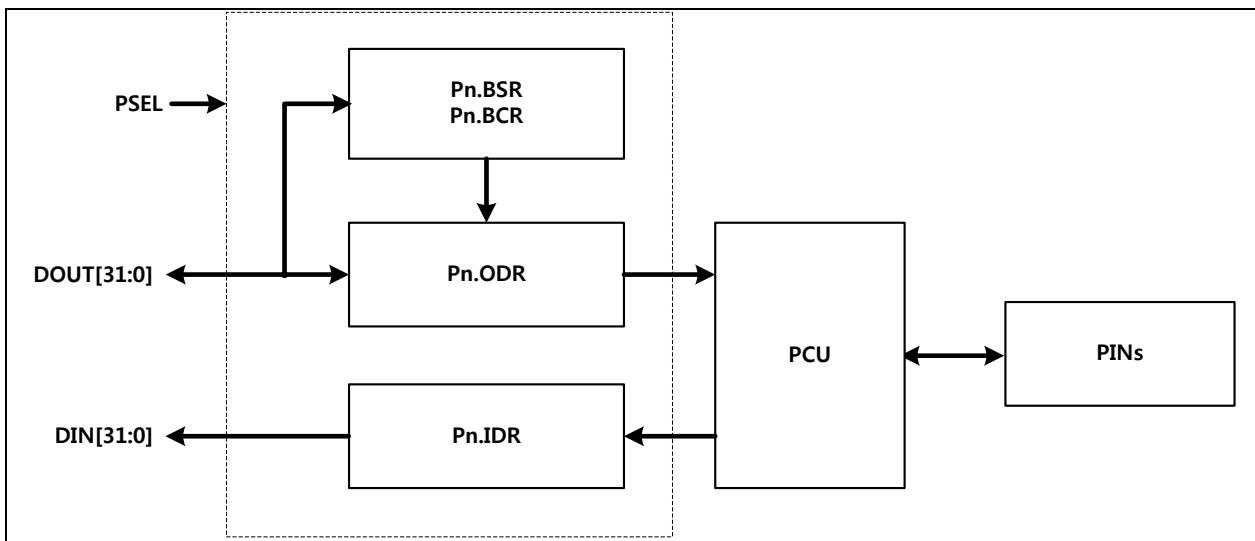 Pn.BSR
Pn.BCR
PSEL
DOUT[31:0]
Pn.ODR
PCU
PINs
DIN[31:0]
Pn.IDR